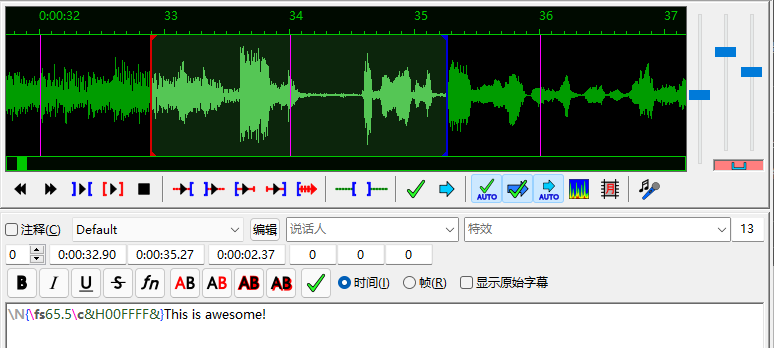 0:00:32 33 34 35 36 37
AUTO AUTO 月
注释(C) Default 编辑 说话人 特效 13
0 0:00:32.90 0:00:35.27 0:00:02.37 0 0 0
B I U S fn AB AB AB AB 时间(I) 帧(R) 显示原始字幕
\N{\fs65.5\c&H00FFFF&}This is awesome!